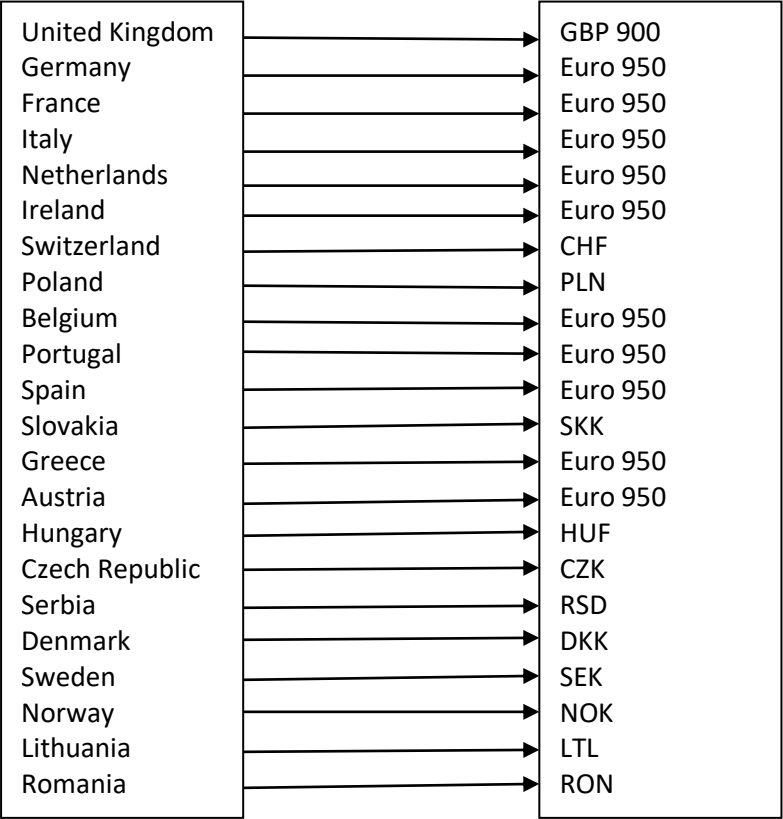 United Kingdom GBP 900
Germany Euro 950
France Euro 950
Italy Euro 950
Netherlands Euro 950
Ireland Euro 950
Switzerland CHF
Poland PLN
Belgium Euro 950
Portugal Euro 950
Spain Euro 950
Slovakia SKK
Greece Euro 950
Austria Euro 950
Hungary HUF
Czech Republic CZK
Serbia RSD
Denmark DKK
Sweden SEK
Norway NOK
Lithuania LTL
Romania RON